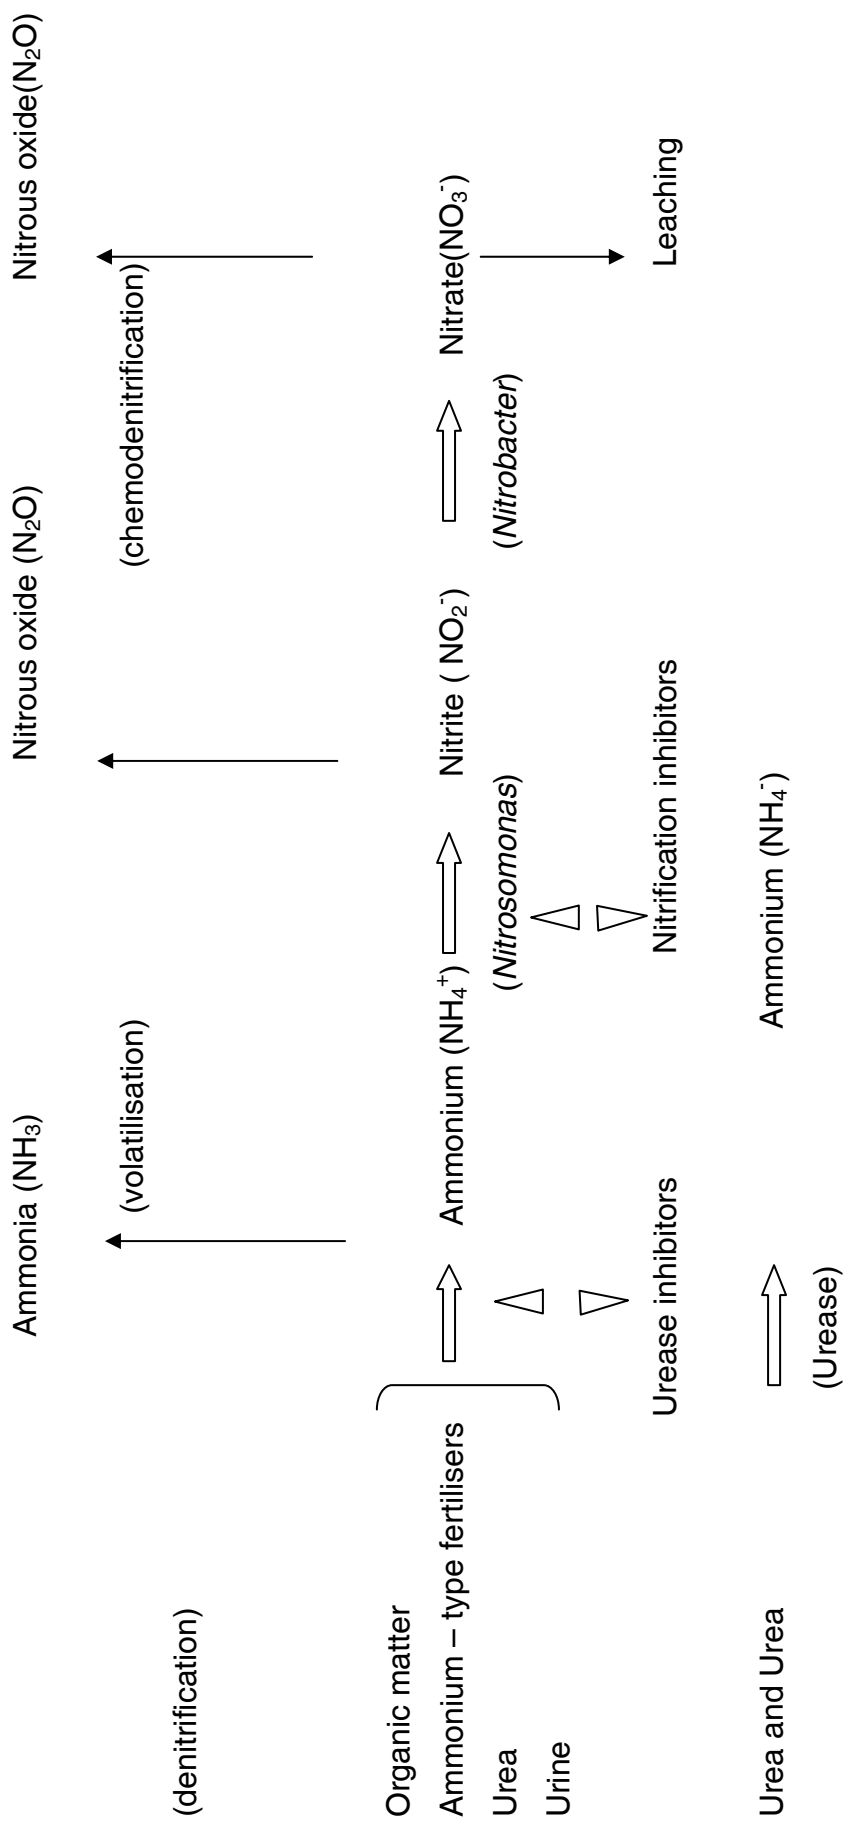 Ammonia (NH₃) Nitrous oxide (N₂O) Nitrous oxide(N₂O)
(volatilisation) (chemodenitrification)
(denitrification)
Organic matter
Ammonium – type fertilisers Ammonium (NH₄⁺) Nitrite ( NO₂⁻) Nitrate(NO₃⁻)
Urea (Nitrosomonas) (Nitrobacter)
Urine
Urease inhibitors Nitrification inhibitors Leaching
Urea and Urea Ammonium (NH₄⁻)
(Urease)